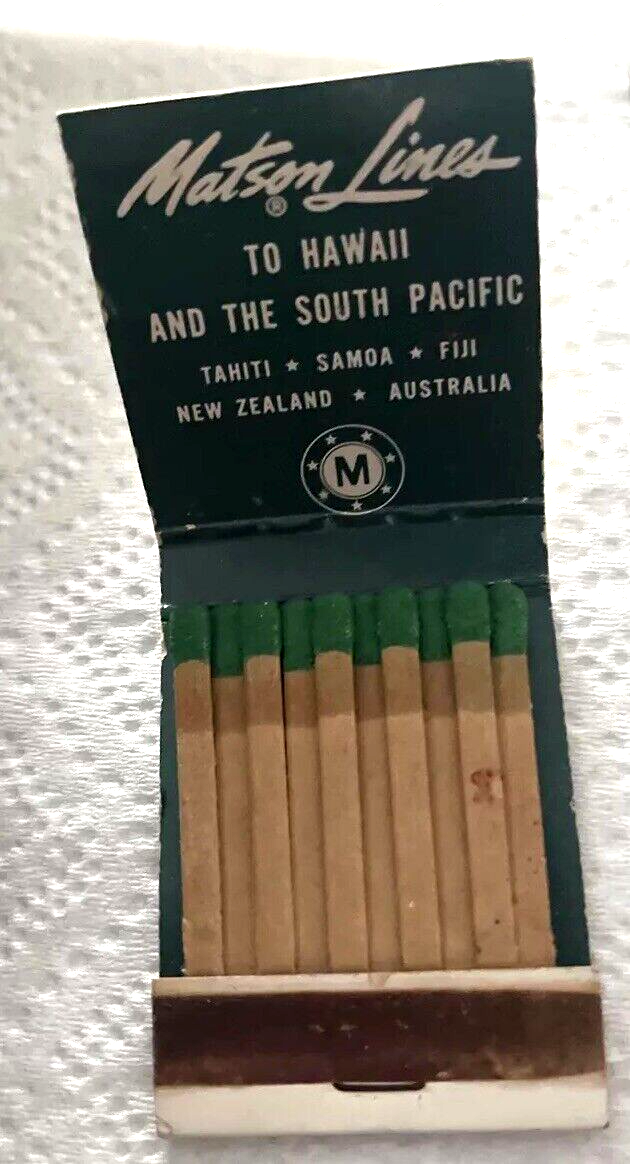 Matson Lines
®
TO HAWAII
AND THE SOUTH PACIFIC
TAHITI ★ SAMOA ★ FIJI
NEW ZEALAND ★ AUSTRALIA
M